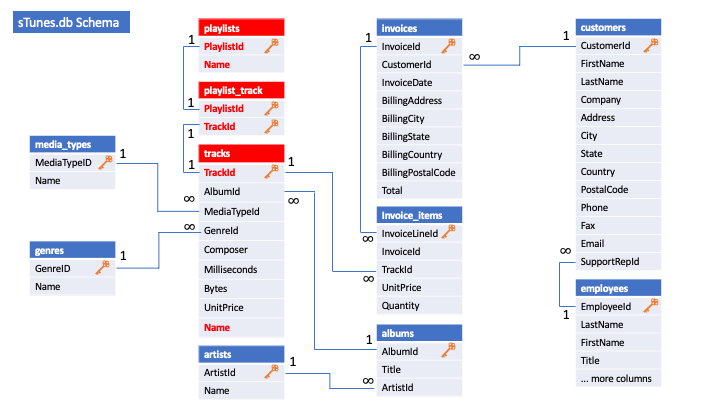 sTunes.db Schema
playlists
PlaylistId
Name
playlist_track
PlaylistId
TrackId
tracks
TrackId
AlbumId
MediaTypeId
GenreId
Composer
Milliseconds
Bytes
UnitPrice
Name
artists
ArtistId
Name
media_types
MediaTypeID
Name
genres
GenreID
Name
invoices
InvoiceId
CustomerId
InvoiceDate
BillingAddress
BillingCity
BillingState
BillingCountry
BillingPostalCode
Total
Invoice_items
InvoiceLineId
InvoiceId
TrackId
UnitPrice
Quantity
albums
AlbumId
Title
ArtistId
customers
CustomerId
FirstName
LastName
Company
Address
City
State
Country
PostalCode
Phone
Fax
Email
SupportRepId
employees
EmployeeId
LastName
FirstName
Title
... more columns
1
1
1
1
1
∞
1
∞
1
∞
1
∞
∞
1
∞
1
∞
1
∞
1